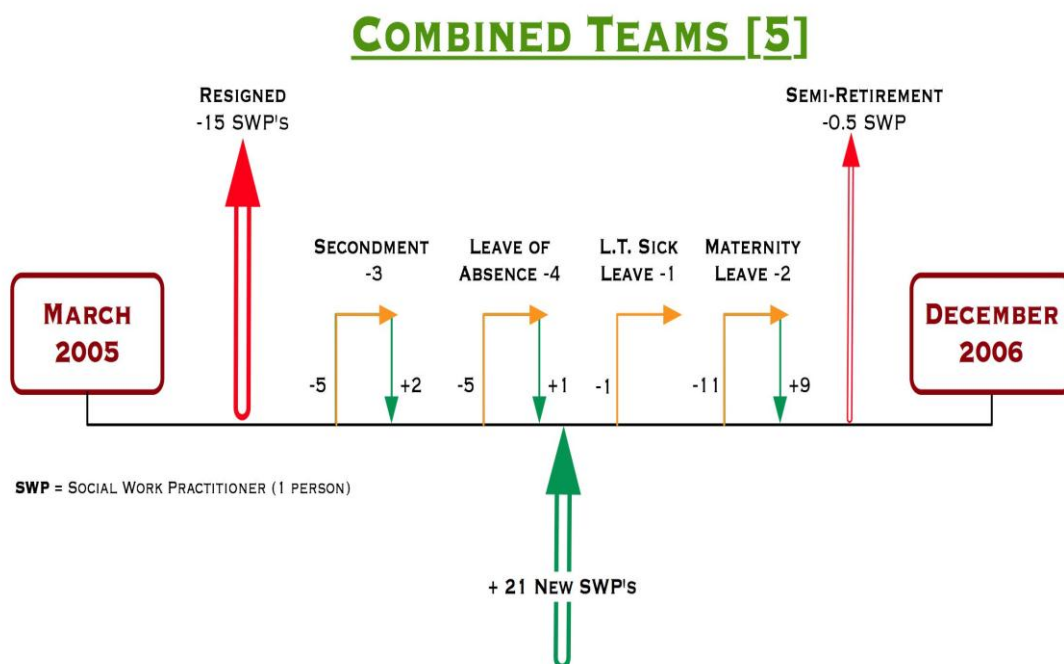 COMBINED TEAMS [5]
RESIGNED
-15 SWP'S
SEMI-RETIREMENT
-0.5 SWP
SECONDMENT
-3
LEAVE OF
ABSENCE -4
L.T. SICK
LEAVE -1
MATERNITY
LEAVE -2
MARCH
2005
DECEMBER
2006
-5
+2
-5
+1
-1
-11
+9
SWP = SOCIAL WORK PRACTITIONER (1 PERSON)
+ 21 NEW SWP'S